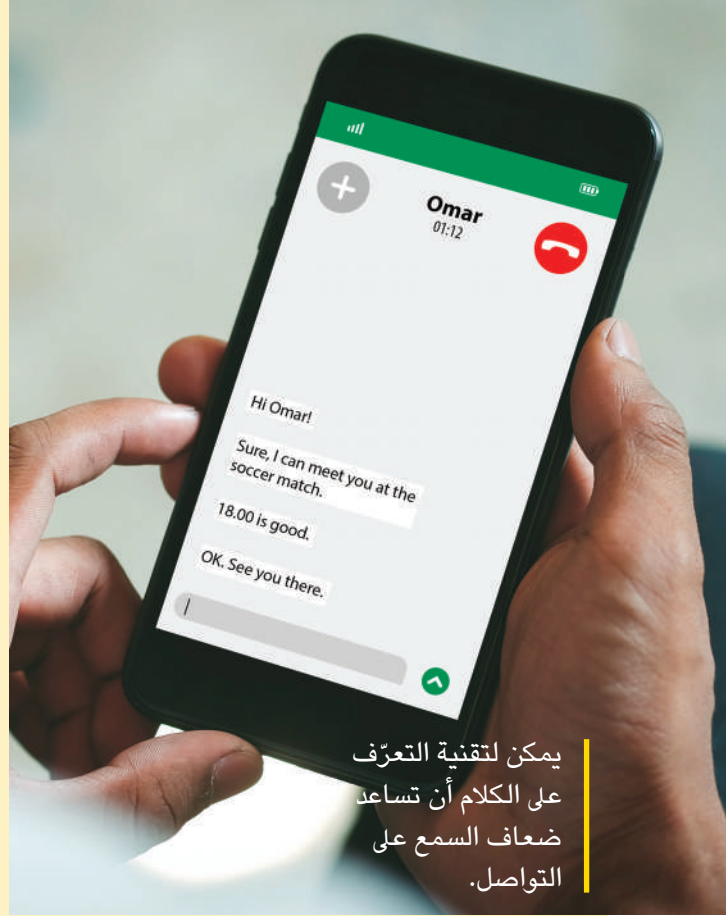 Omar
01:12
Hi Omar!
Sure, I can meet you at the
soccer match.
18.00 is good.
OK. See you there.
يمكن لتقنية التعرّف
على الكلام أن تساعد
ضعاف السمع على
التواصل.